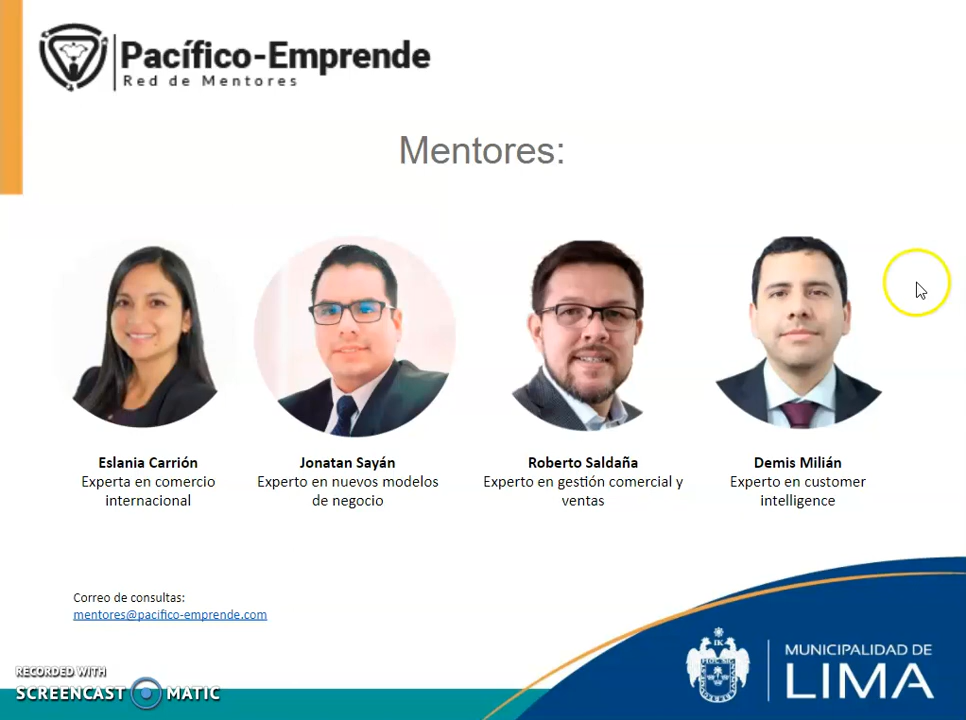 Pacífico-Emprende
Red de Mentores
Mentores:
Eslania Carrión
Experta en comercio
internacional
Jonatan Sayán
Experto en nuevos modelos
de negocio
Roberto Saldaña
Experto en gestión comercial y
ventas
Demis Milián
Experto en customer
intelligence
Correo de consultas:
mentores@pacifico-emprende.com
RECORDED WITH
SCREENCAST MATIC
MUNICIPALIDAD DE
LIMA